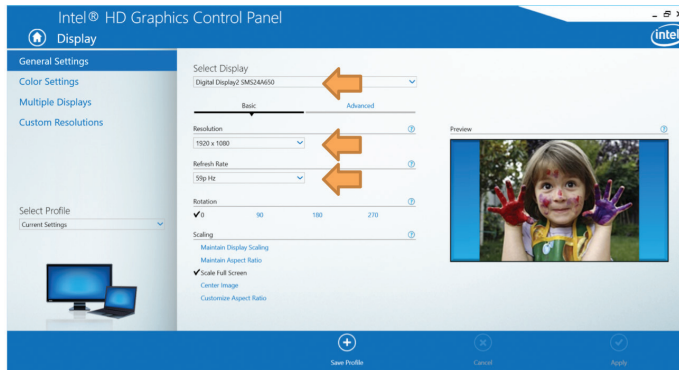 Intel® HD Graphics Control Panel
Display
intel
General Settings
Color Settings
Multiple Displays
Custom Resolutions
Select Profile
Current Settings
Select Display
Digital Display2 SMS24A650
Basic
Advanced
Resolution
?
1920 x 1080
Refresh Rate
?
59p Hz
Rotation
?
0
90
180
270
Scaling
?
Maintain Display Scaling
Maintain Aspect Ratio
Scale Full Screen
Center Image
Customize Aspect Ratio
Preview
?
Save Profile
Cancel
Apply